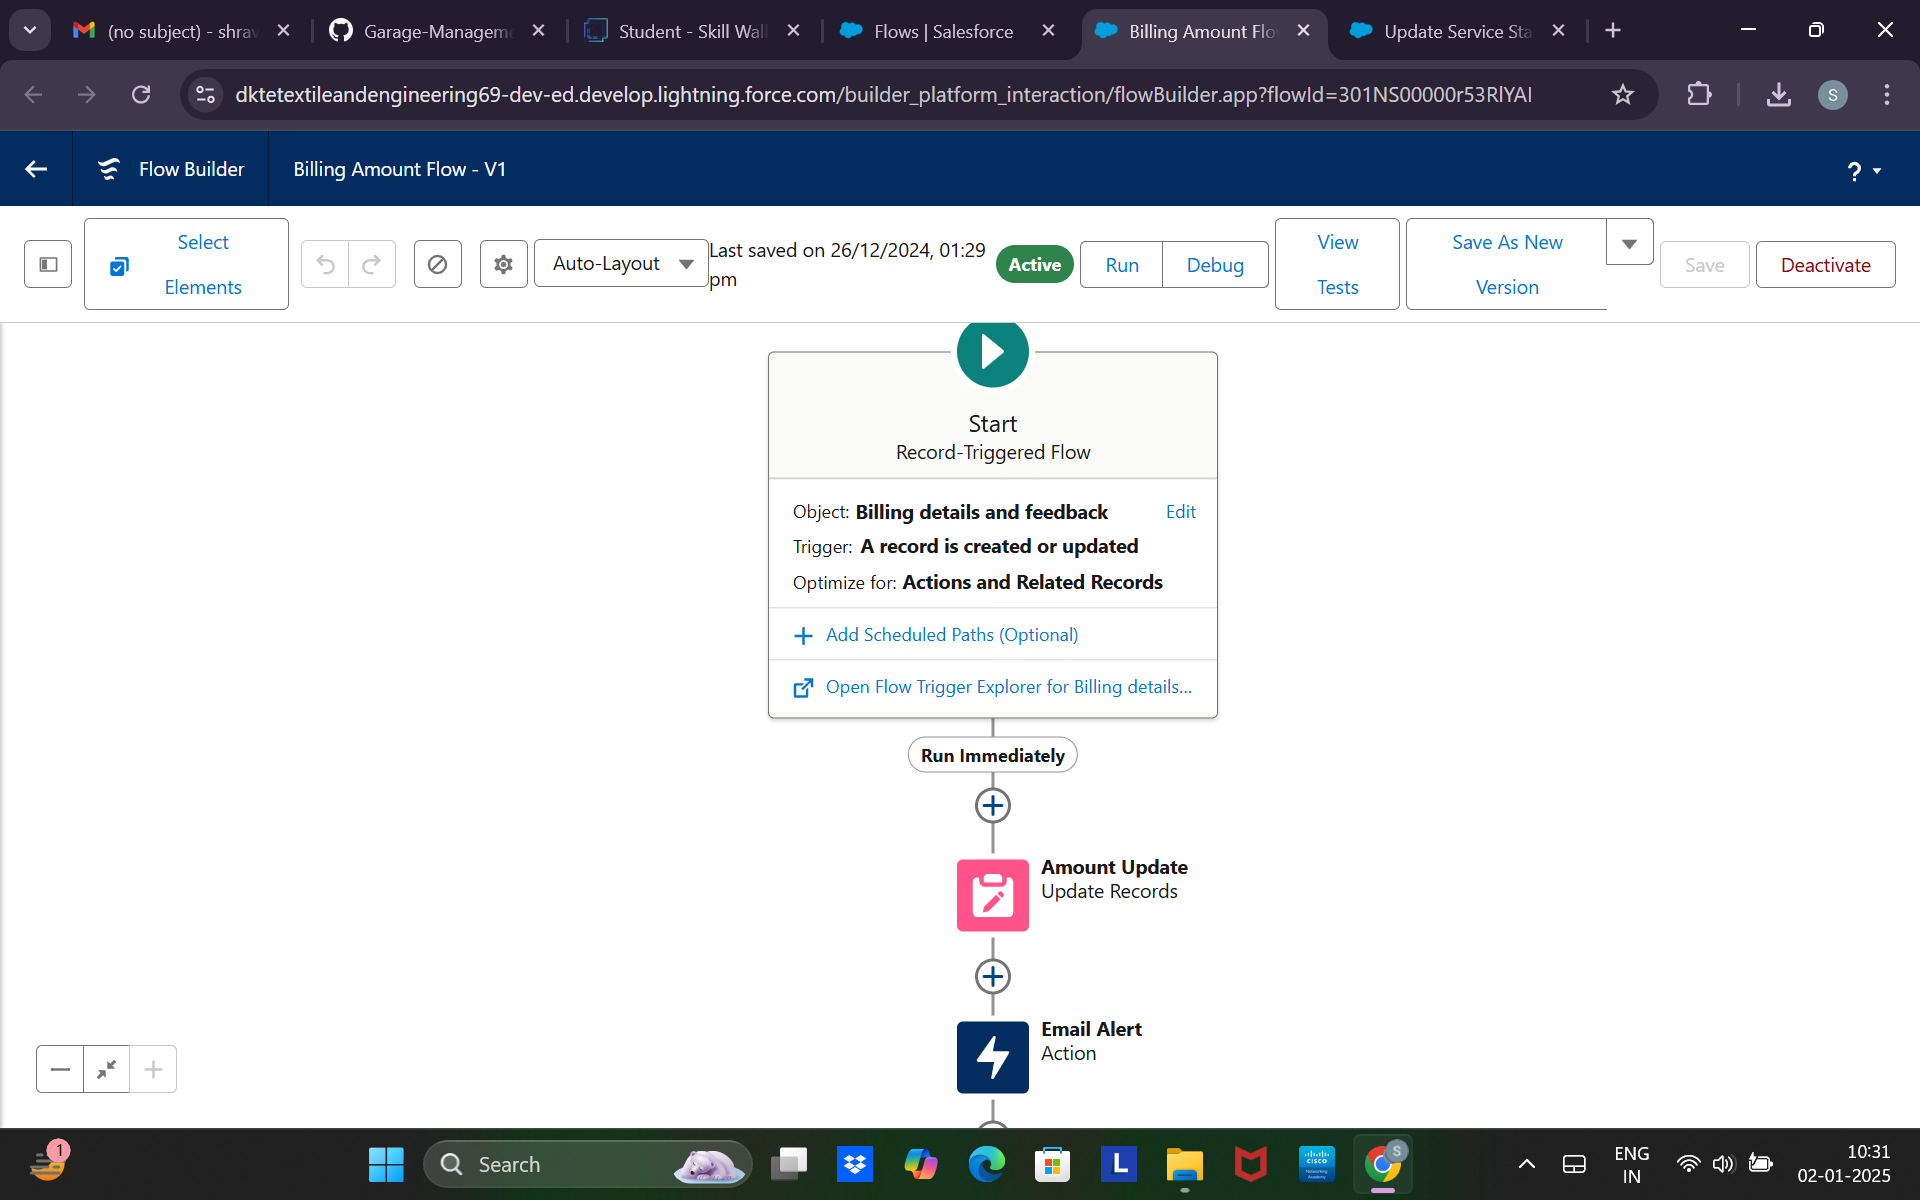 (no subject) - shrav
Garage-Managem
Student - Skill Wall
Flows | Salesforce
Billing Amount Flo
Update Service Sta
dktetextileandengineering69-dev-ed.develop.lightning.force.com/builder_platform_interaction/flowBuilder.app?flowId=301NS00000r53RlYAI
S
Flow Builder
Billing Amount Flow - V1
?
Select
Elements
Auto-Layout
Last saved on 26/12/2024, 01:29
pm
Active
Run
Debug
View
Tests
Save As New
Version
Save
Deactivate
Start
Record-Triggered Flow
Object: Billing details and feedback
Edit
Trigger: A record is created or updated
Optimize for: Actions and Related Records
Add Scheduled Paths (Optional)
Open Flow Trigger Explorer for Billing details...
Run Immediately
Amount Update
Update Records
Email Alert
Action
1
Search
L
CISCO
S
ENG
IN
10:31
02-01-2025